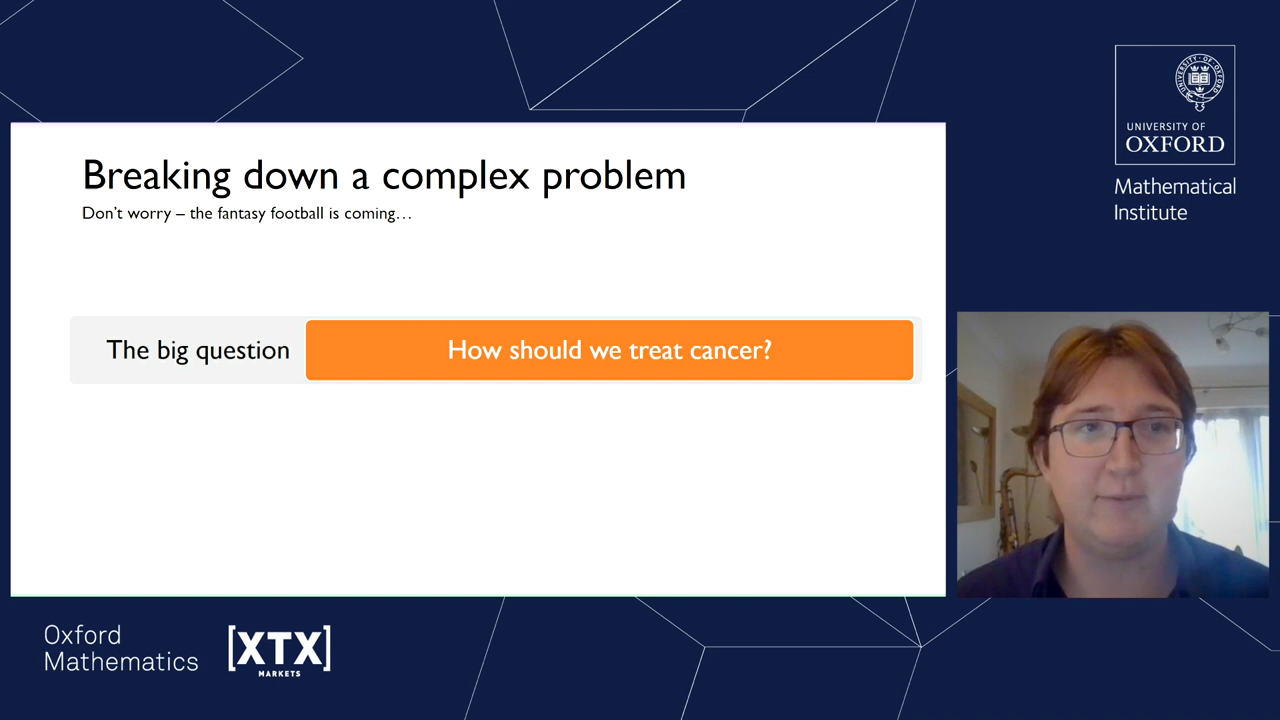 Breaking down a complex problem
Don't worry – the fantasy football is coming…
The big question
How should we treat cancer?
UNIVERSITY OF
OXFORD
Mathematical
Institute
Oxford
Mathematics
[XTX]
MARKETS